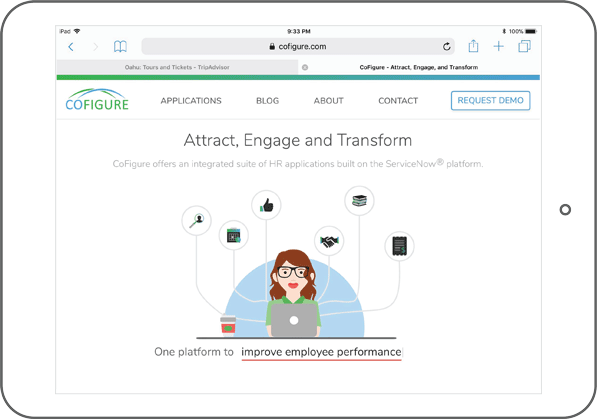 iPad 9:33 PM 100%
cofigure.com
Oahu: Tours and Tickets - TripAdvisor CoFigure - Attract, Engage, and Transform
COFIGURE APPLICATIONS BLOG ABOUT CONTACT REQUEST DEMO
Attract, Engage and Transform
CoFigure offers an integrated suite of HR applications built on the ServiceNow® platform.
One platform to improve employee performance